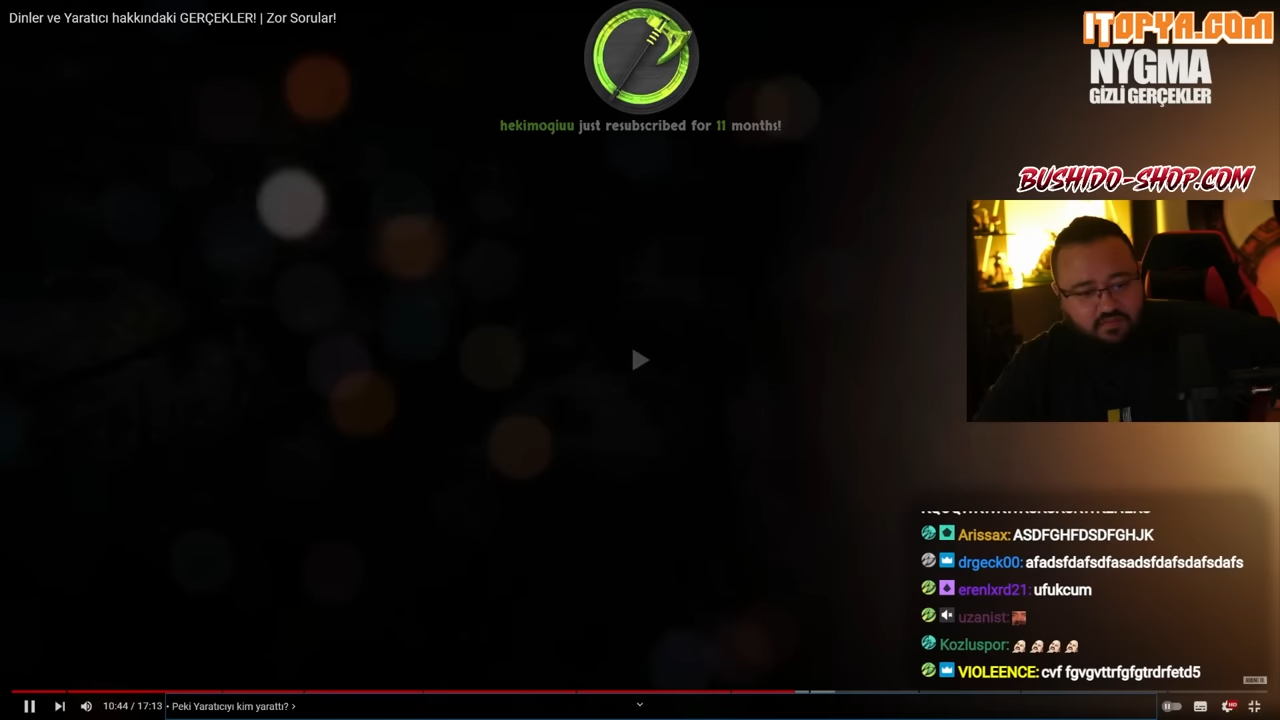 Dinler ve Yaratıcı hakkındaki GERÇEKLER! | Zor Sorular!
ITOPYA.COM
NYGMA
GİZLİ GERÇEKLER
hekimoqiuu just resubscribed for 11 months!
BUSHIDO-SHOP.COM
Arissax: ASDFGHFDSDFGHJK
drgeck00: afadsfdafsdfasadsfdafsdafsdafs
erenlxrd21: ufukcum
uzanist:
Kozluspor:
VIOLEENCE: cvf fgvgvttrfgfgtrdrfetd5
10:44 / 17:13 • Peki Yaratıcıyı kim yarattı? ›
HD